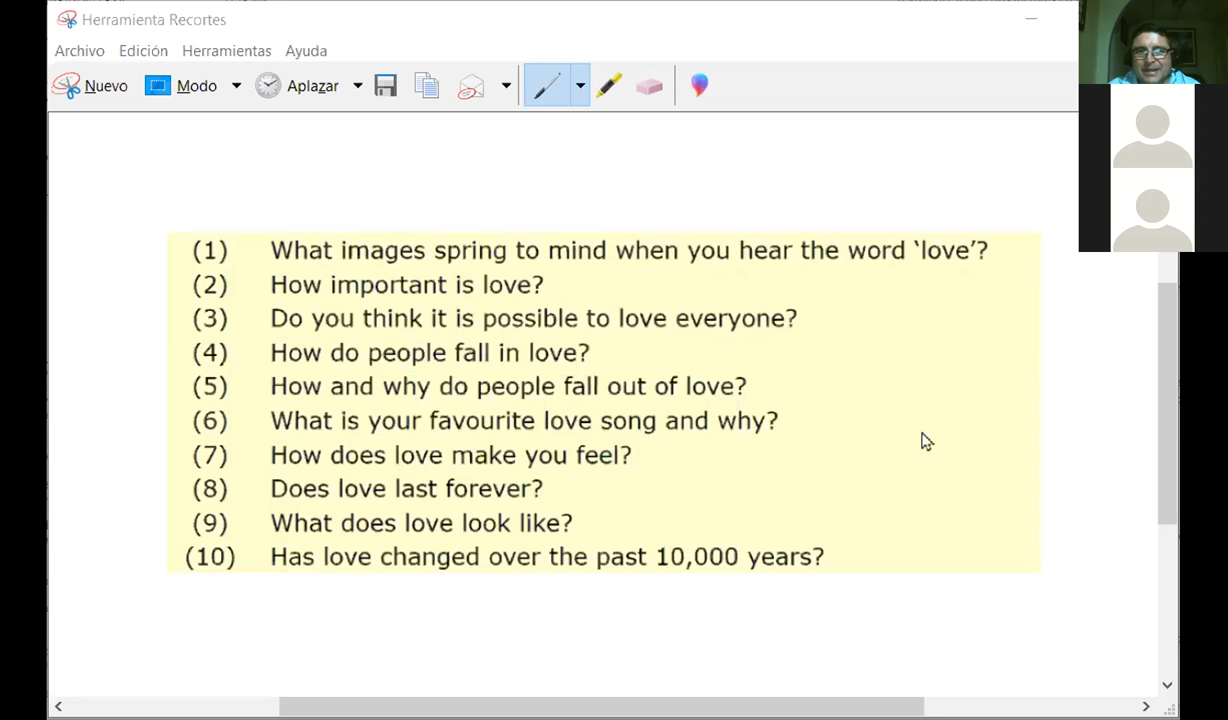 Herramienta Recortes
Archivo Edición Herramientas Ayuda
Nuevo Modo Aplazar
(1) What images spring to mind when you hear the word ‘love’?
(2) How important is love?
(3) Do you think it is possible to love everyone?
(4) How do people fall in love?
(5) How and why do people fall out of love?
(6) What is your favourite love song and why?
(7) How does love make you feel?
(8) Does love last forever?
(9) What does love look like?
(10) Has love changed over the past 10,000 years?